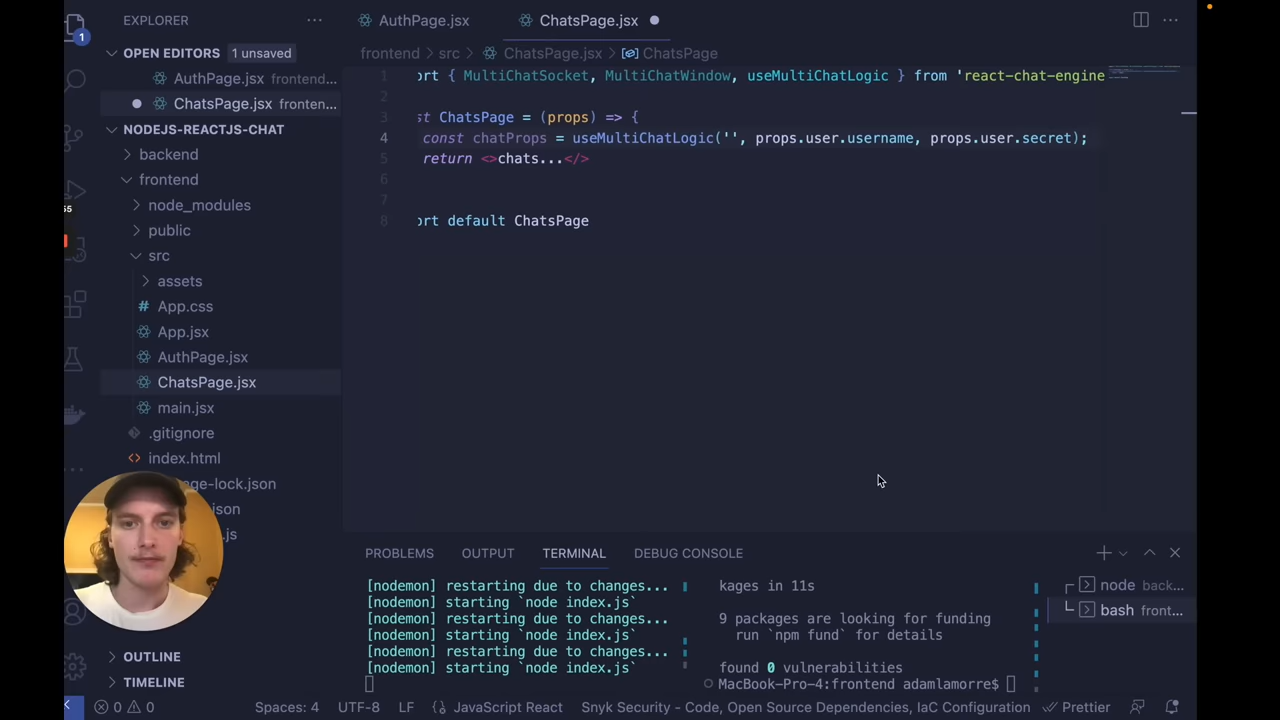 EXPLORER
AuthPage.jsx
ChatsPage.jsx
1
OPEN EDITORS 1 unsaved
AuthPage.jsx frontend...
ChatsPage.jsx fronten...
NODEJS-REACTJS-CHAT
backend
frontend
node_modules
public
src
assets
# App.css
App.jsx
AuthPage.jsx
ChatsPage.jsx
main.jsx
.gitignore
index.html
ge-lock.json
.json
.js
OUTLINE
TIMELINE
frontend > src > ChatsPage.jsx > ChatsPage
1 ort { MultiChatSocket, MultiChatWindow, useMultiChatLogic } from 'react-chat-engine
2
3 st ChatsPage = (props) => {
4 const chatProps = useMultiChatLogic('', props.user.username, props.user.secret);
5 return <>chats...</>
6
7
8 ort default ChatsPage
PROBLEMS OUTPUT TERMINAL DEBUG CONSOLE
[nodemon] restarting due to changes...
[nodemon] starting `node index.js`
[nodemon] restarting due to changes...
[nodemon] starting `node index.js`
[nodemon] restarting due to changes...
[nodemon] starting `node index.js`
kages in 11s
9 packages are looking for funding
run `npm fund` for details
found 0 vulnerabilities
MacBook-Pro-4:frontend adamlamorre$
node back...
bash front...
0 0 Spaces: 4 UTF-8 LF JavaScript React Snyk Security - Code, Open Source Dependencies, IaC Configuration Prettier